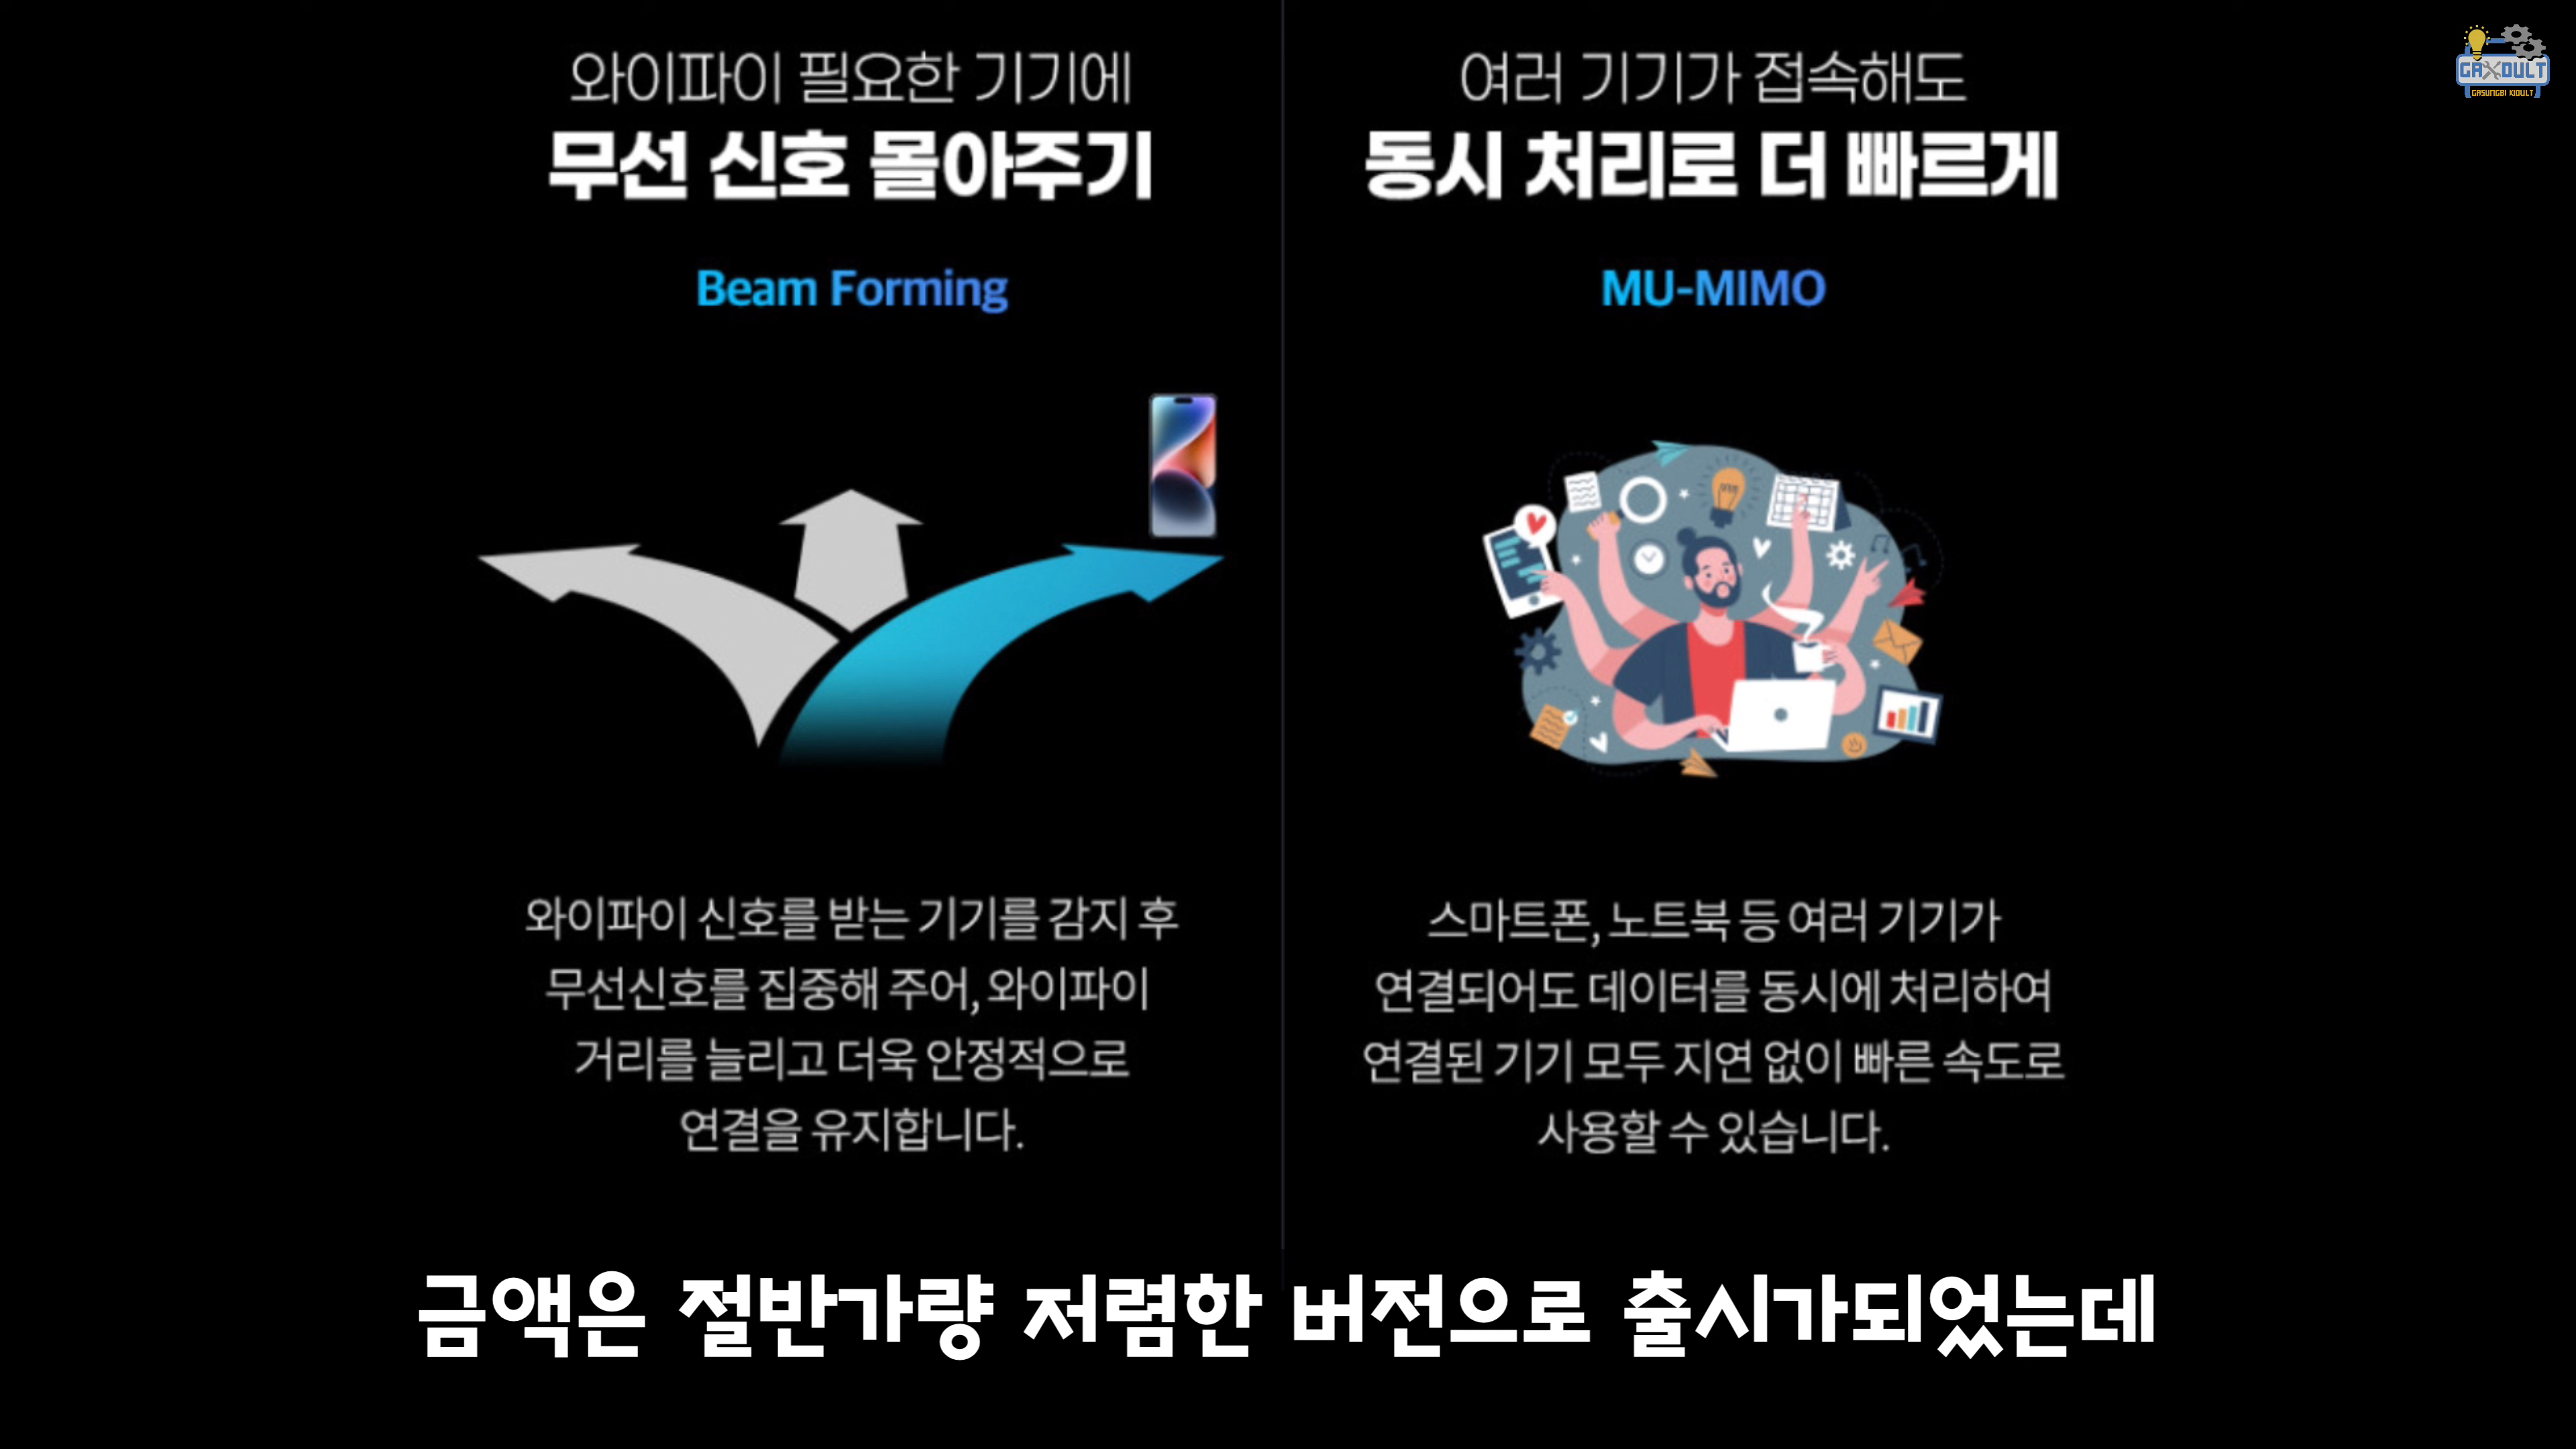 와이파이 필요한 기기에
무선 신호 몰아주기
Beam Forming
와이파이 신호를 받는 기기를 감지 후
무선신호를 집중해 주어, 와이파이
거리를 늘리고 더욱 안정적으로
연결을 유지합니다.
여러 기기가 접속해도
동시 처리로 더 빠르게
MU-MIMO
스마트폰, 노트북 등 여러 기기가
연결되어도 데이터를 동시에 처리하여
연결된 기기 모두 지연 없이 빠른 속도로
사용할 수 있습니다.
금액은 절반가량 저렴한 버전으로 출시가되었는데
GAXDULT
GASUNGBI KIDULT